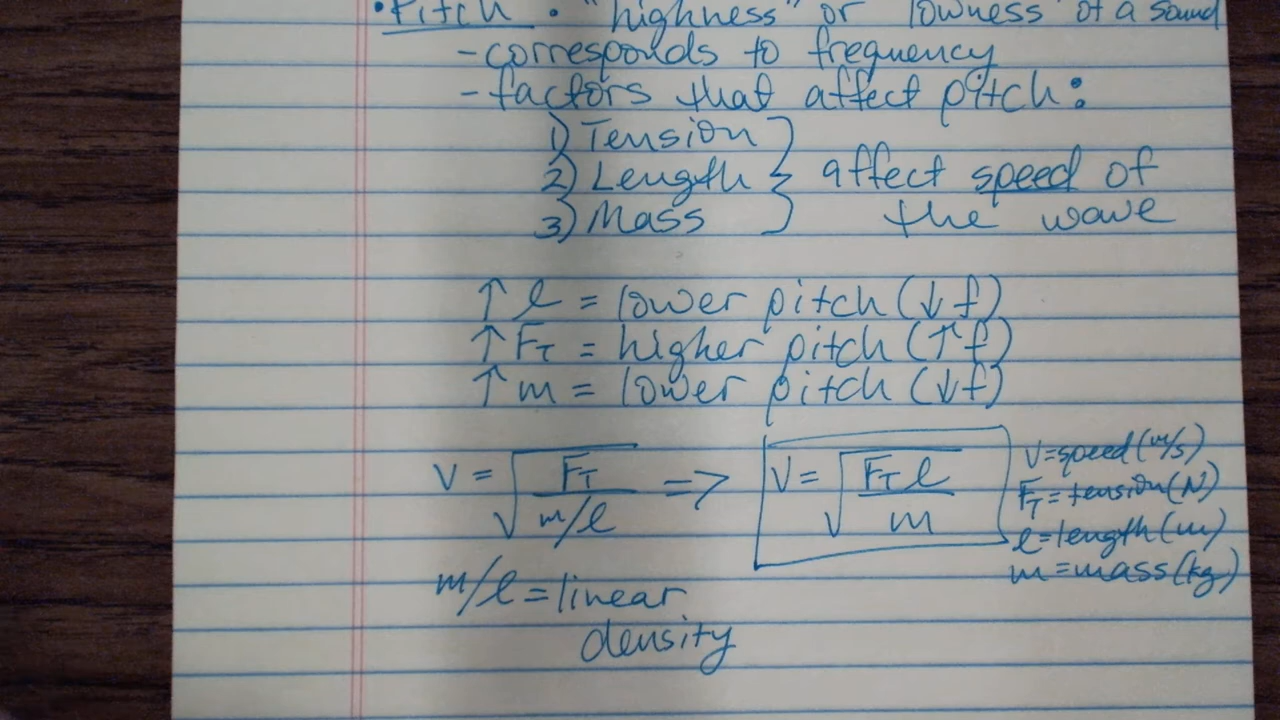 • Pitch • "highness" or lowness of a sound
- corresponds to frequency
- factors that affect pitch:
1) Tension
2) Length } affect speed of
3) Mass the wave
↑ ℓ = lower pitch (↓f)
↑ F_T = higher pitch (↑f)
↑ m = lower pitch (↓f)
V = √(F_T / (m/ℓ)) => V = √(F_T ℓ / m)
V = speed (m/s)
F_T = tension (N)
ℓ = length (m)
m = mass (kg)
m/ℓ = linear
density